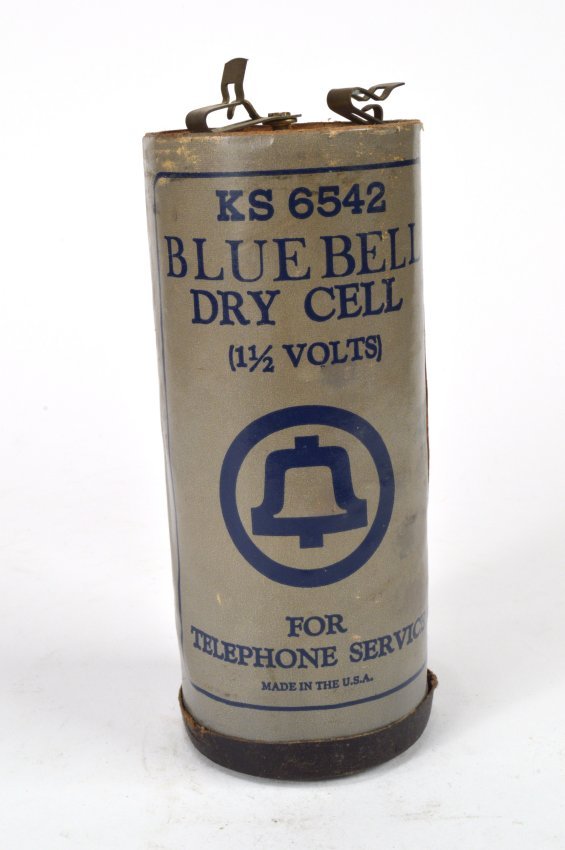 KS 6542
BLUE BELL
DRY CELL
(1½ VOLTS)
FOR
TELEPHONE SERVICE
MADE IN THE U.S.A.